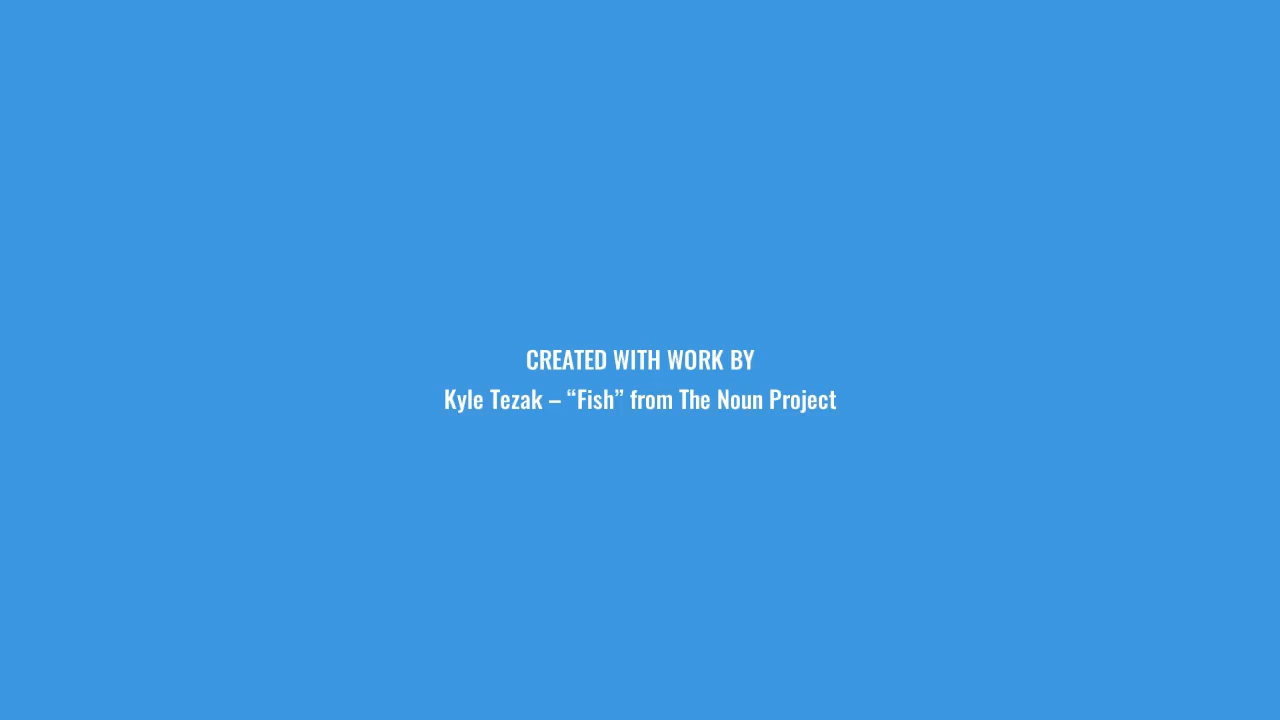 CREATED WITH WORK BY
Kyle Tezak – “Fish” from The Noun Project